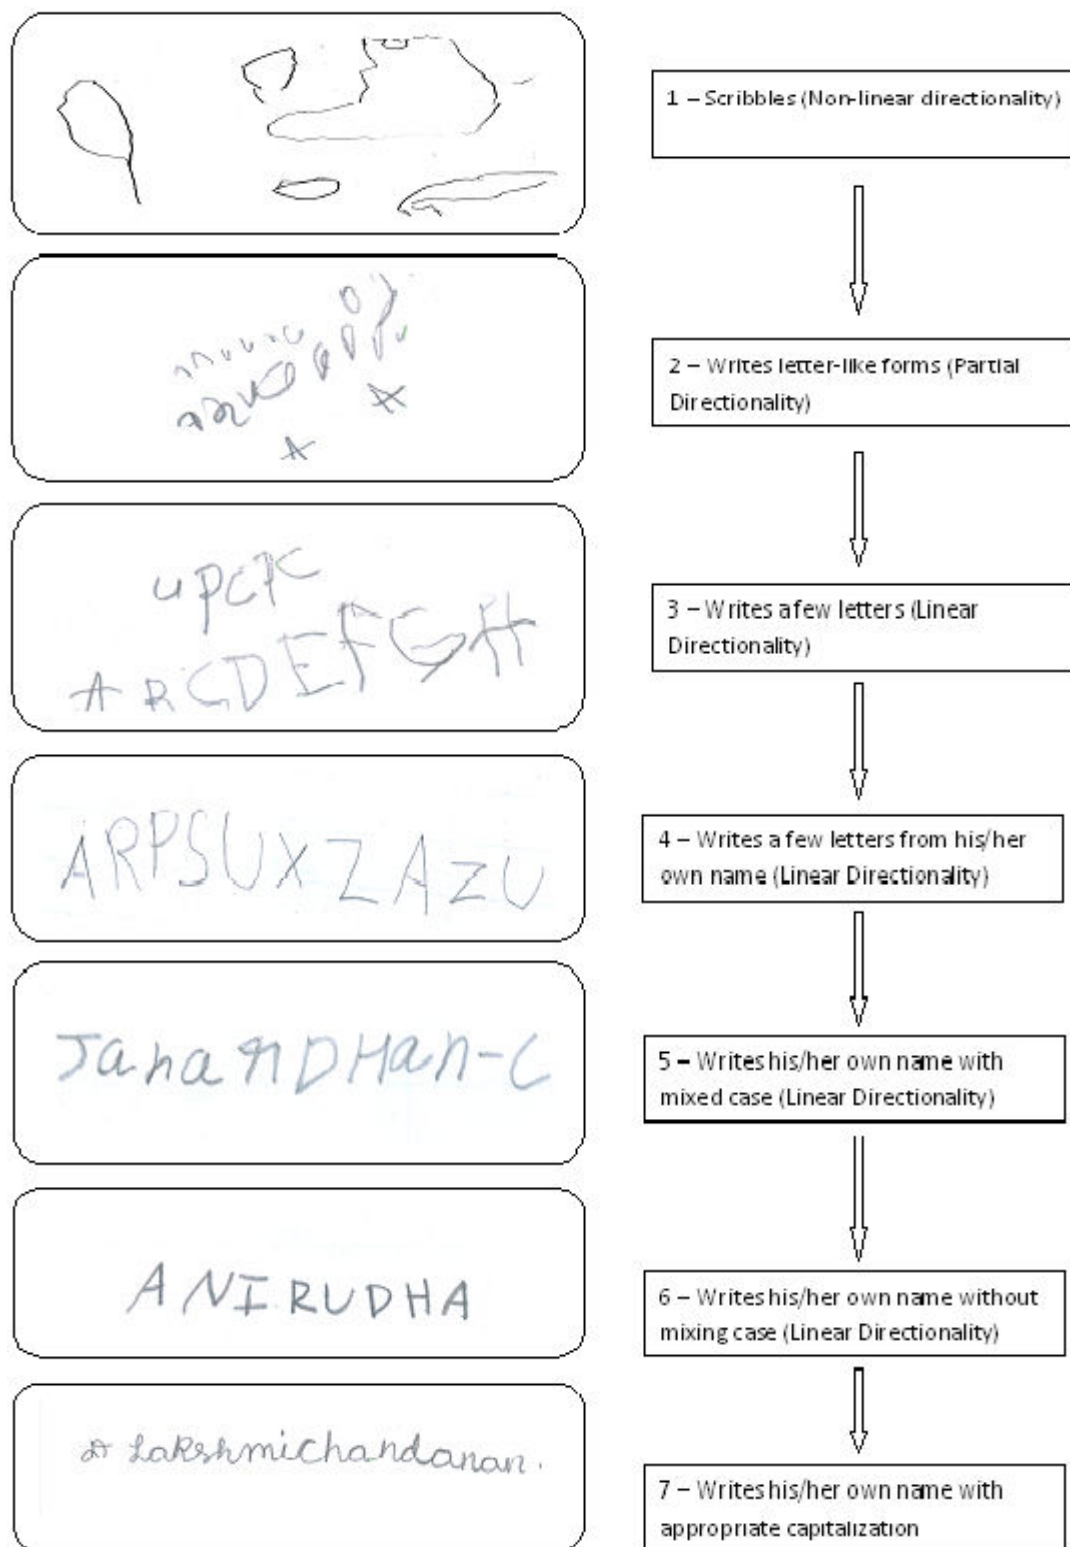 1 – Scribbles (Non-linear directionality)
2 – Writes letter-like forms (Partial
Directionality)
upcpc
ARCDEFGH
3 – Writes a few letters (Linear
Directionality)
ARPSUXZAZU
4 – Writes a few letters from his/her
own name (Linear Directionality)
JananDHan-C
5 – Writes his/her own name with
mixed case (Linear Directionality)
ANIRUDHA
6 – Writes his/her own name without
mixing case (Linear Directionality)
Lakshmichandanan.
7 – Writes his/her own name with
appropriate capitalization